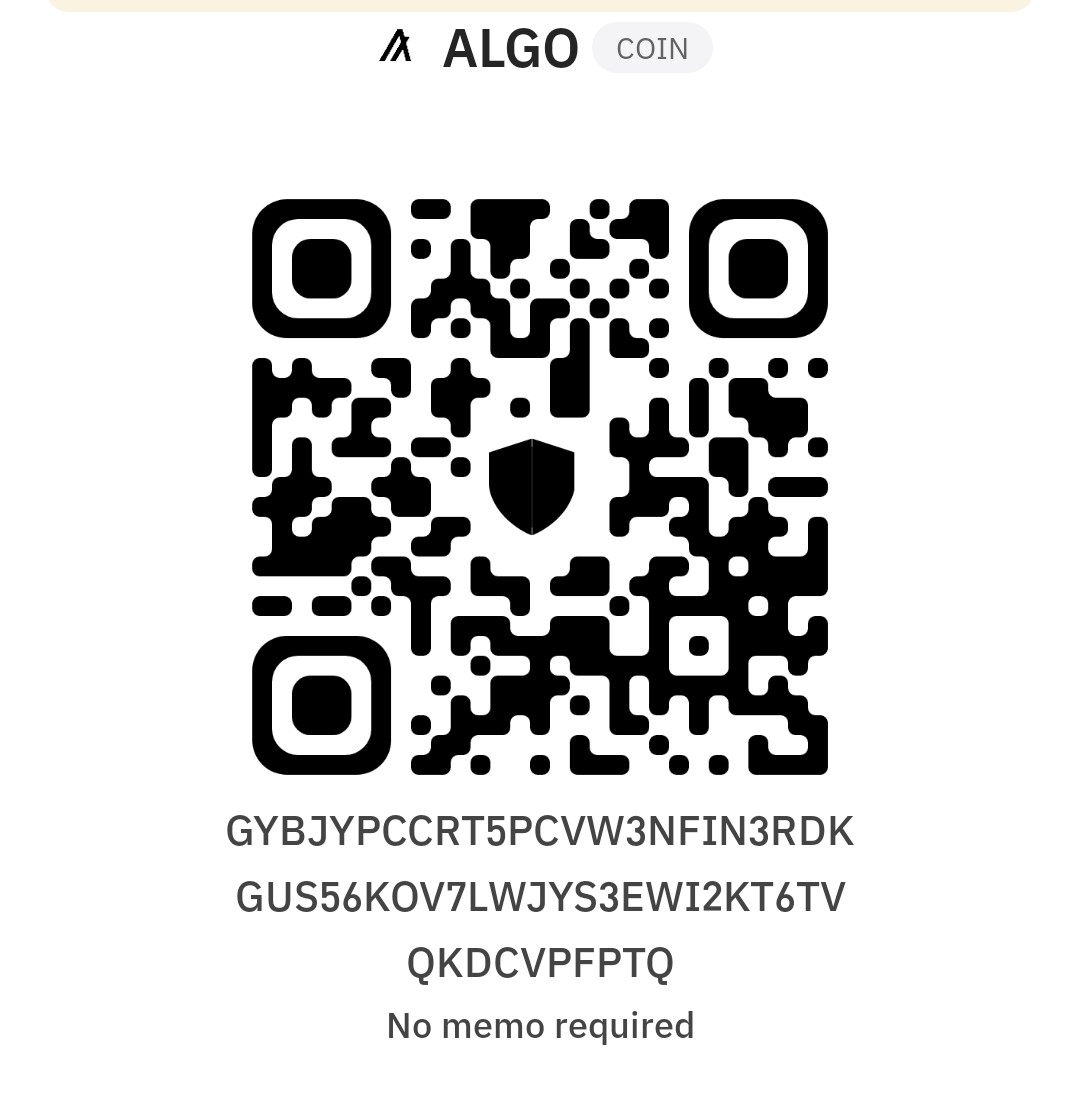 ALGO COIN
GYBJYPCCRT5PCVW3NFIN3RDK
GUS56KOV7LWJYS3EWI2KT6TV
QKDCVPFPTQ
No memo required